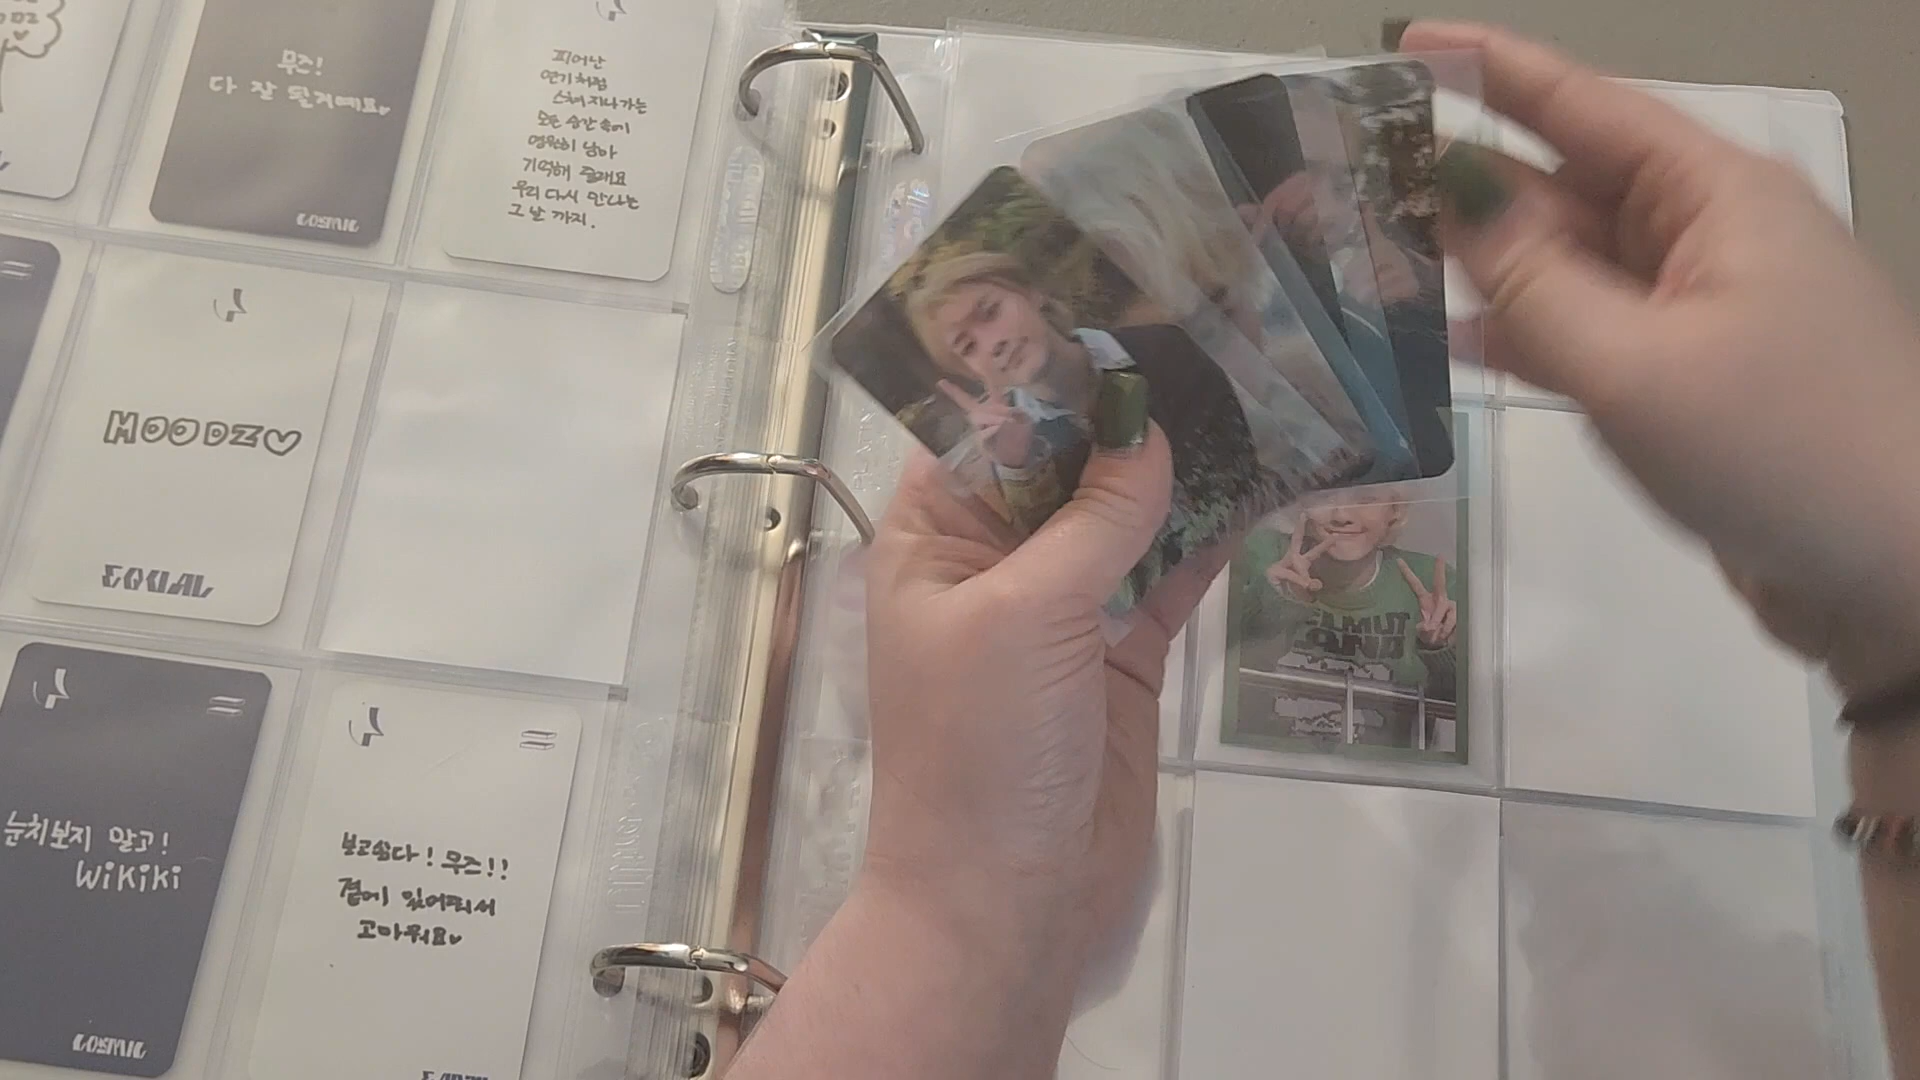 무즈!
다 잘 될거예요
COSMIC
피어난
연기처럼
스쳐 지나가는
모든 순간 속에
영원히 남아
기억해 줄래요
우리 다시 만나는
그 날 까지.
MOODZ
EQUAL
눈치보지 말고!
WiKiKi
COSMIC
보고싶다! 무즈!!
곁에 있어줘서
고마워요